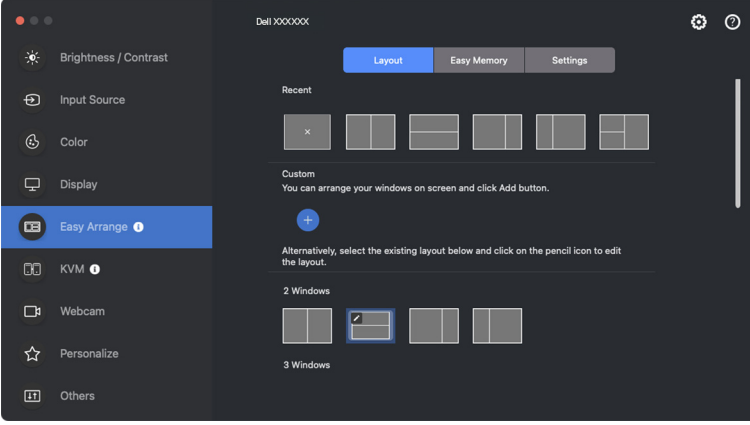 Dell XXXXXX
Brightness / Contrast
Input Source
Color
Display
Easy Arrange
KVM
Webcam
Personalize
Others
Layout
Easy Memory
Settings
Recent
Custom
You can arrange your windows on screen and click Add button.
Alternatively, select the existing layout below and click on the pencil icon to edit
the layout.
2 Windows
3 Windows